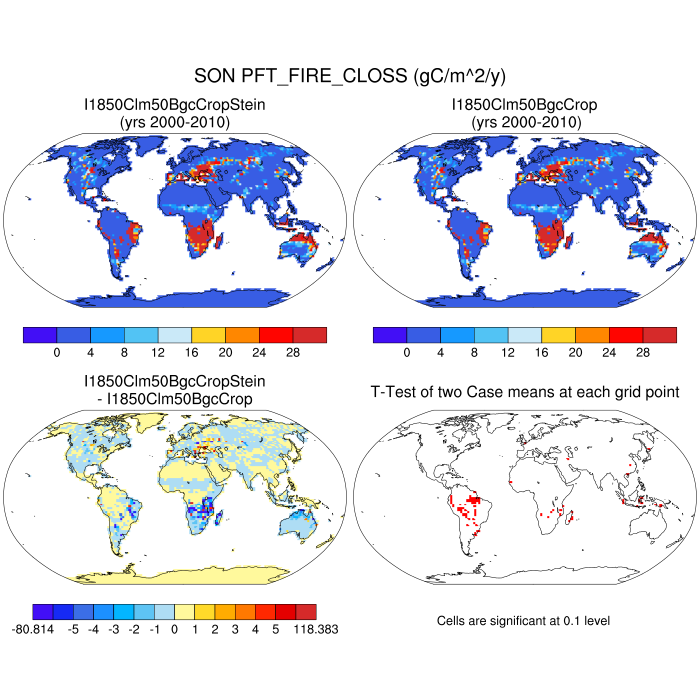 SON PFT_FIRE_CLOSS (gC/m^2/y)
I1850Clm50BgcCropStein
(yrs 2000-2010)
I1850Clm50BgcCrop
(yrs 2000-2010)
0 4 8 12 16 20 24 28
0 4 8 12 16 20 24 28
I1850Clm50BgcCropStein
- I1850Clm50BgcCrop
T-Test of two Case means at each grid point
-80.814 -5 -4 -3 -2 -1 0 1 2 3 4 5 118.383
Cells are significant at 0.1 level